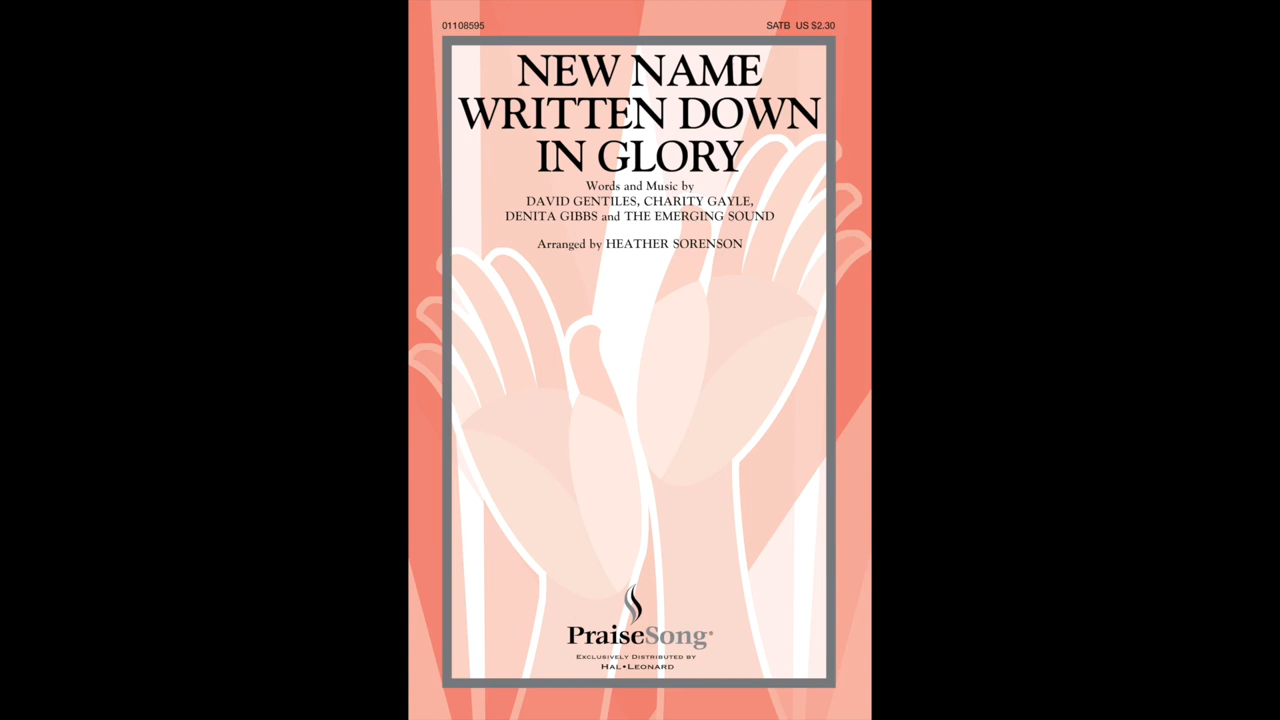 01108595
SATB US $2.30
NEW NAME
WRITTEN DOWN
IN GLORY
Words and Music by
DAVID GENTILES, CHARITY GAYLE,
DENITA GIBBS and THE EMERGING SOUND
Arranged by HEATHER SORENSON
PraiseSong®
EXCLUSIVELY DISTRIBUTED BY
HAL•LEONARD